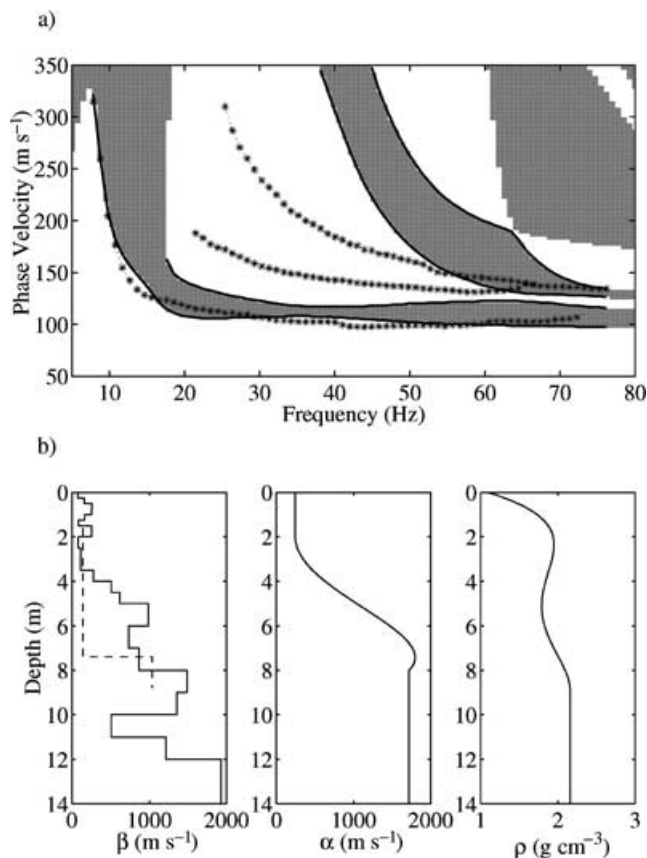 a)
350
300
250
200
150
100
50
Phase Velocity (m s⁻¹)
10 20 30 40 50 60 70 80
Frequency (Hz)
b)
0
2
4
6
8
10
12
14
Depth (m)
0 1000 2000
β (m s⁻¹)
0
2
4
6
8
10
12
14
0 1000 2000
α (m s⁻¹)
0
2
4
6
8
10
12
14
1 2 3
ρ (g cm⁻³)